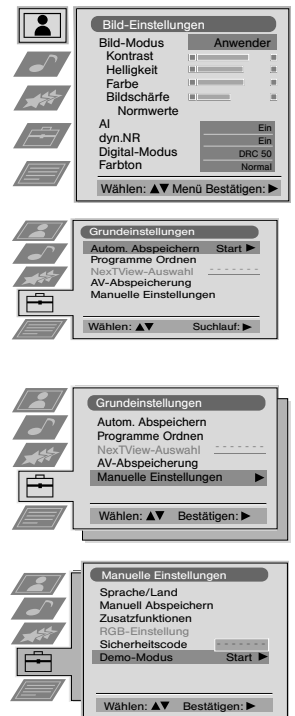 Bild-Einstellungen
Bild-Modus Anwender
Kontrast
Helligkeit
Farbe
Bildschärfe
Normwerte
AI Ein
dyn.NR Ein
Digital-Modus DRC 50
Farbton Normal
Wählen: ▲▼ Menü Bestätigen: ▶
Grundeinstellungen
Autom. Abspeichern Start ▶
Programme Ordnen
NexTView-Auswahl - - - - - - -
AV-Abspeicherung
Manuelle Einstellungen
Wählen: ▲▼ Suchlauf: ▶
Grundeinstellungen
Autom. Abspeichern
Programme Ordnen
NexTView-Auswahl - - - - - - -
AV-Abspeicherung
Manuelle Einstellungen ▶
Wählen: ▲▼ Bestätigen: ▶
Manuelle Einstellungen
Sprache/Land
Manuell Abspeichern
Zusatzfunktionen
RGB-Einstellung
Sicherheitscode - - - - - - -
Demo-Modus Start ▶
Wählen: ▲▼ Bestätigen: ▶